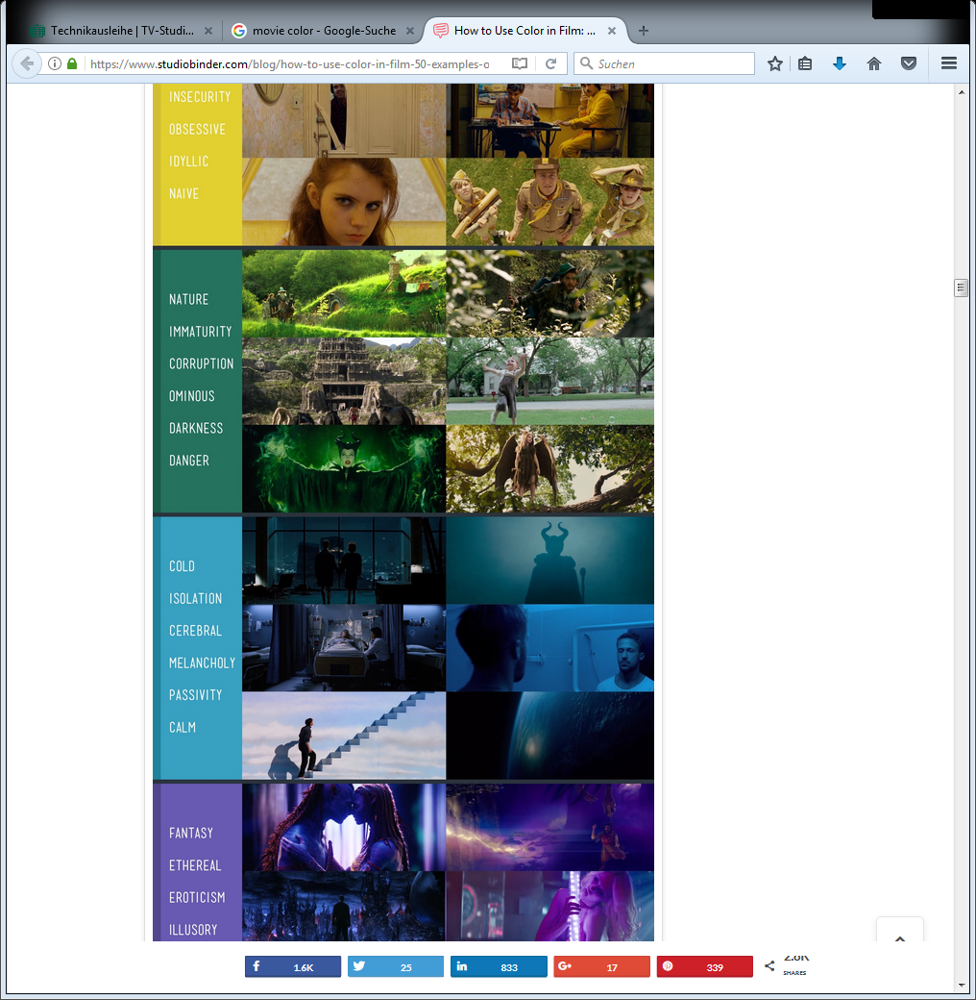 Technikausleihe | TV-Studi...
movie color - Google-Suche
How to Use Color in Film: ...
https://www.studiobinder.com/blog/how-to-use-color-in-film-50-examples-o
Suchen
INSECURITY
OBSESSIVE
IDYLLIC
NAIVE
NATURE
IMMATURITY
CORRUPTION
OMINOUS
DARKNESS
DANGER
COLD
ISOLATION
CEREBRAL
MELANCHOLY
PASSIVITY
CALM
FANTASY
ETHEREAL
EROTICISM
ILLUSORY
1.6K
25
833
17
339
2.8K
SHARES